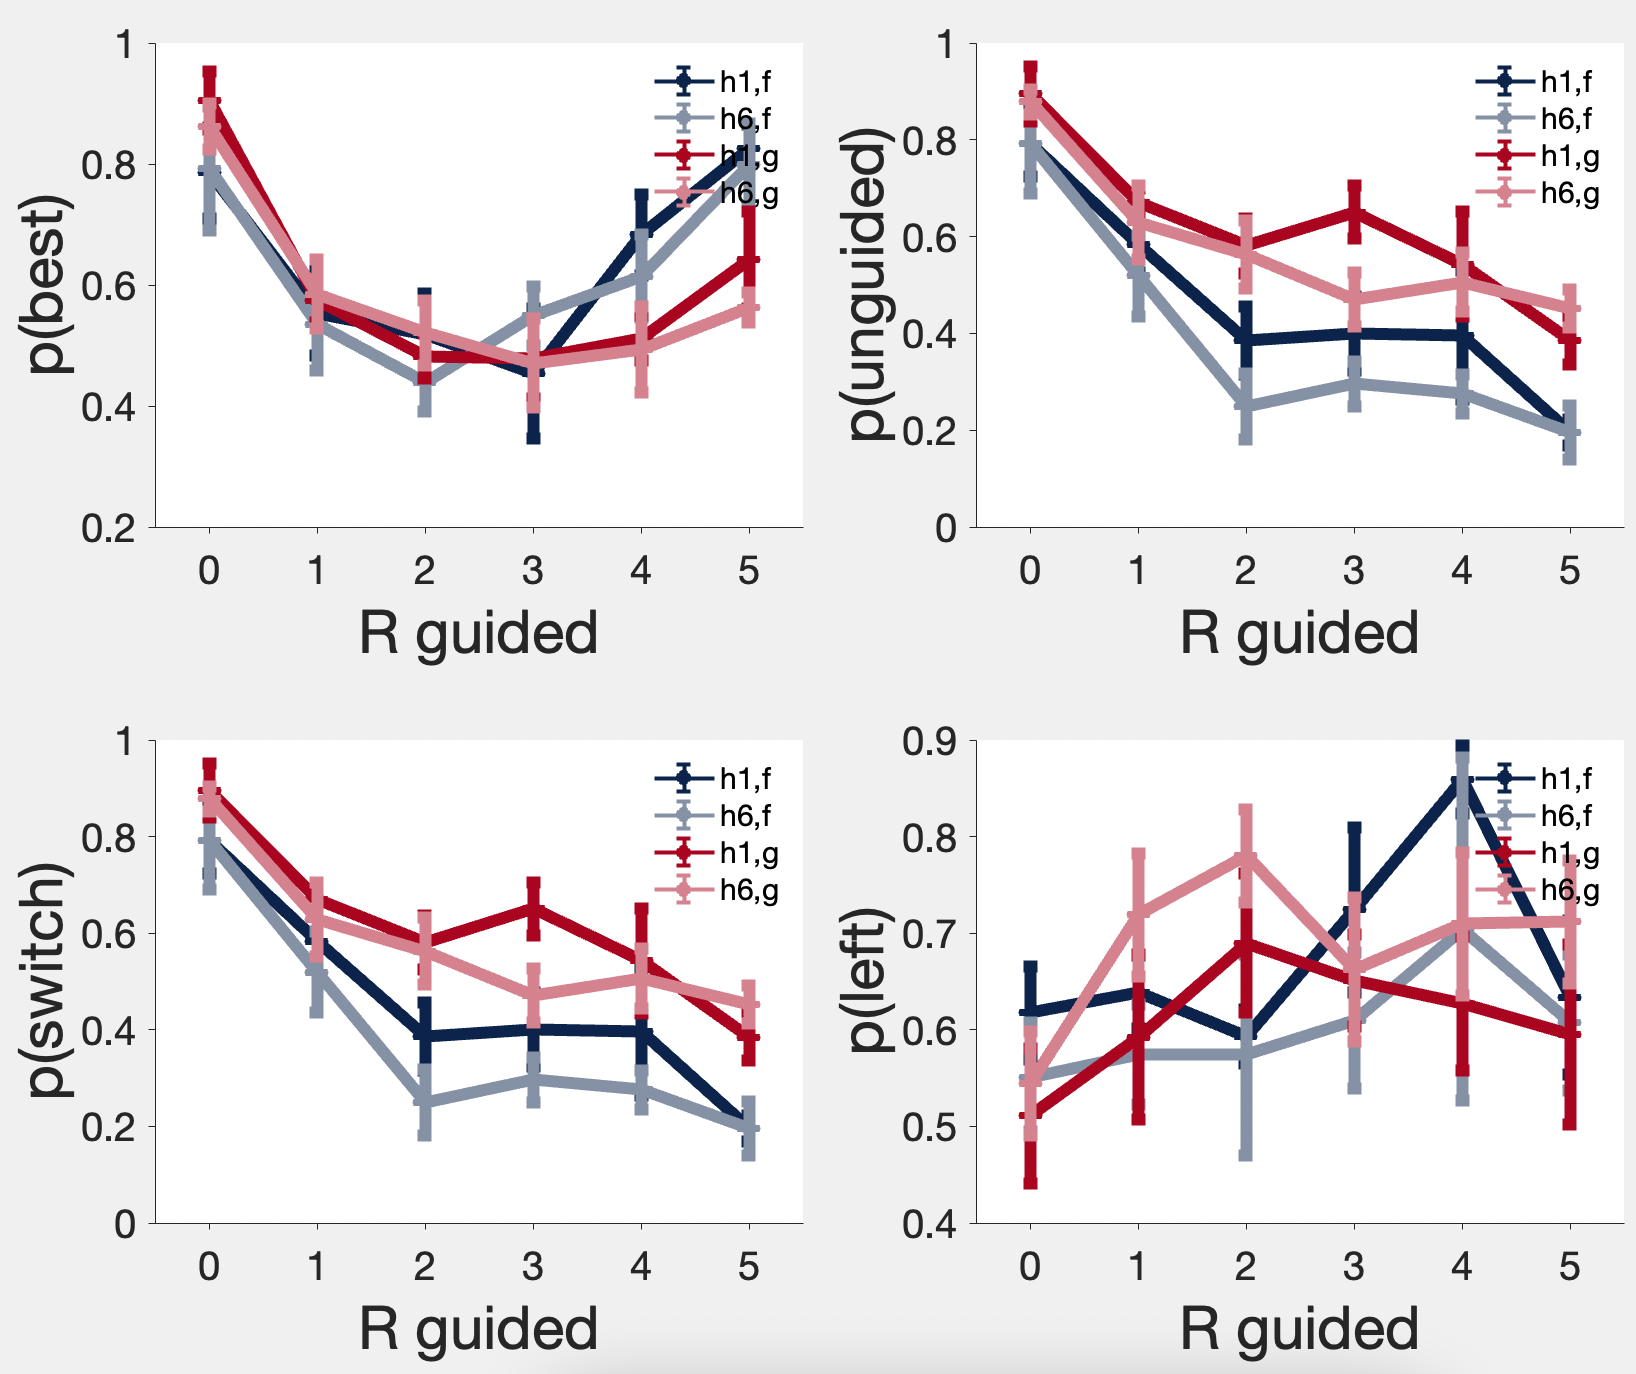 p(best)
1
0.8
0.6
0.4
0.2
0 1 2 3 4 5
R guided
h1,f
h6,f
h1,g
h6,g
p(unguided)
1
0.8
0.6
0.4
0.2
0
0 1 2 3 4 5
R guided
h1,f
h6,f
h1,g
h6,g
p(switch)
1
0.8
0.6
0.4
0.2
0
0 1 2 3 4 5
R guided
h1,f
h6,f
h1,g
h6,g
p(left)
0.9
0.8
0.7
0.6
0.5
0.4
0 1 2 3 4 5
R guided
h1,f
h6,f
h1,g
h6,g